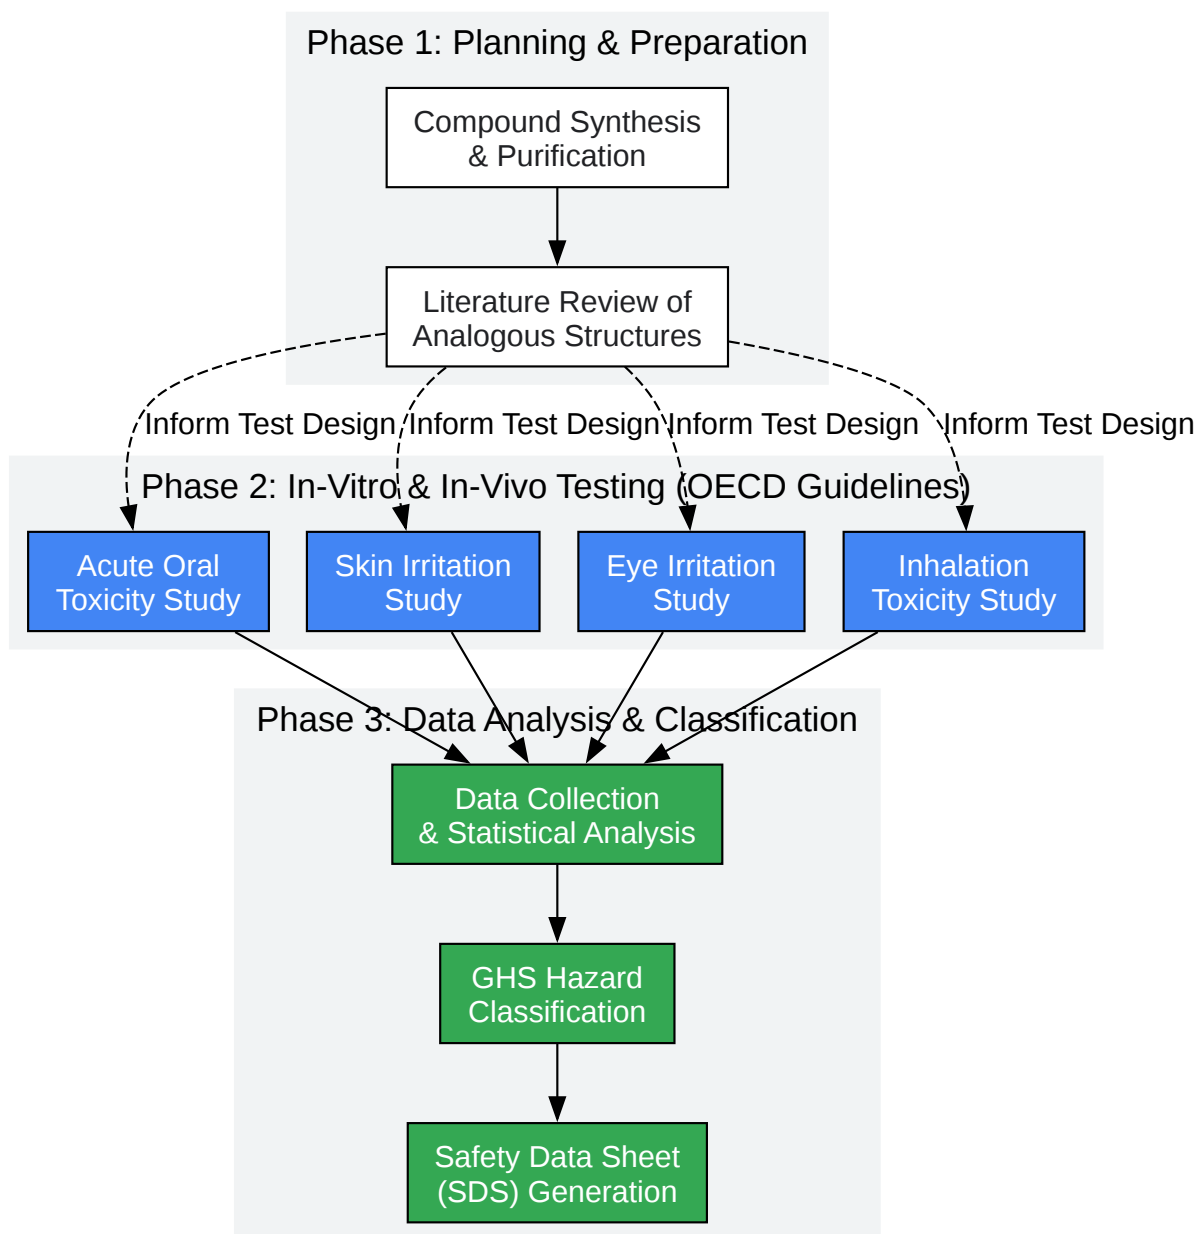 Phase 1: Planning & Preparation
Compound Synthesis
& Purification
Literature Review of
Analogous Structures
Inform Test Design
Inform Test Design
Inform Test Design
Inform Test Design
Phase 2: In-Vitro & In-Vivo Testing (OECD Guidelines)
Acute Oral
Toxicity Study
Skin Irritation
Study
Eye Irritation
Study
Inhalation
Toxicity Study
Phase 3: Data Analysis & Classification
Data Collection
& Statistical Analysis
GHS Hazard
Classification
Safety Data Sheet
(SDS) Generation